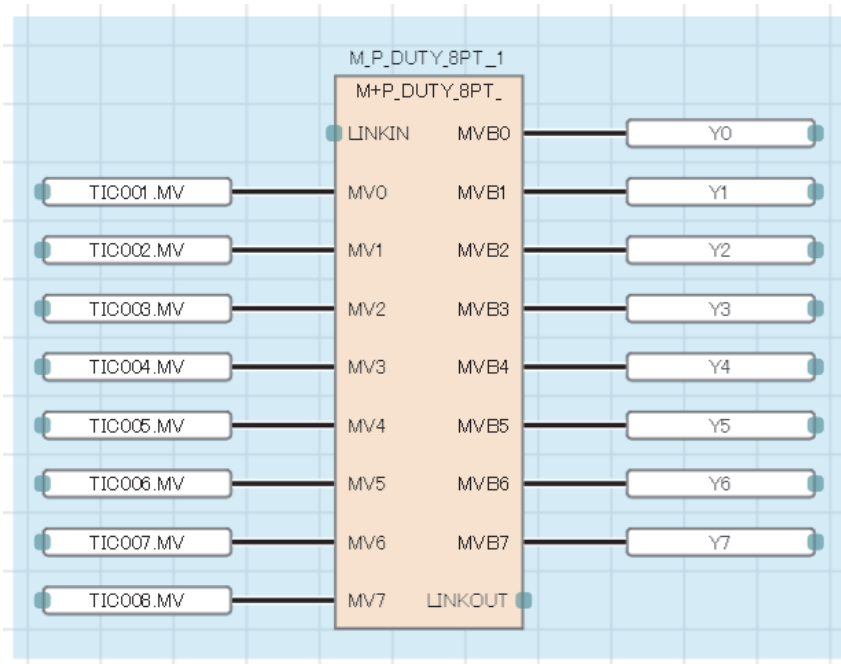 M_P_DUTY_8PT_1
M+P_DUTY_8PT_
LINKIN MVB0 Y0
TIC001.MV MV0 MVB1 Y1
TIC002.MV MV1 MVB2 Y2
TIC003.MV MV2 MVB3 Y3
TIC004.MV MV3 MVB4 Y4
TIC005.MV MV4 MVB5 Y5
TIC006.MV MV5 MVB6 Y6
TIC007.MV MV6 MVB7 Y7
TIC008.MV MV7 LINKOUT